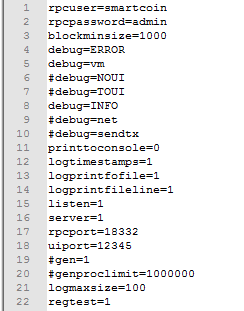 1 rpcuser=smartcoin
2 rpcpassword=admin
3 blockminsize=1000
4 debug=ERROR
5 debug=vm
6 #debug=NOUI
7 #debug=TOUI
8 debug=INFO
9 #debug=net
10 #debug=sendtx
11 printtoconsole=0
12 logtimestamps=1
13 logprintfofile=1
14 logprintfileline=1
15 listen=1
16 server=1
17 rpcport=18332
18 uiport=12345
19 #gen=1
20 #genproclimit=1000000
21 logmaxsize=100
22 regtest=1